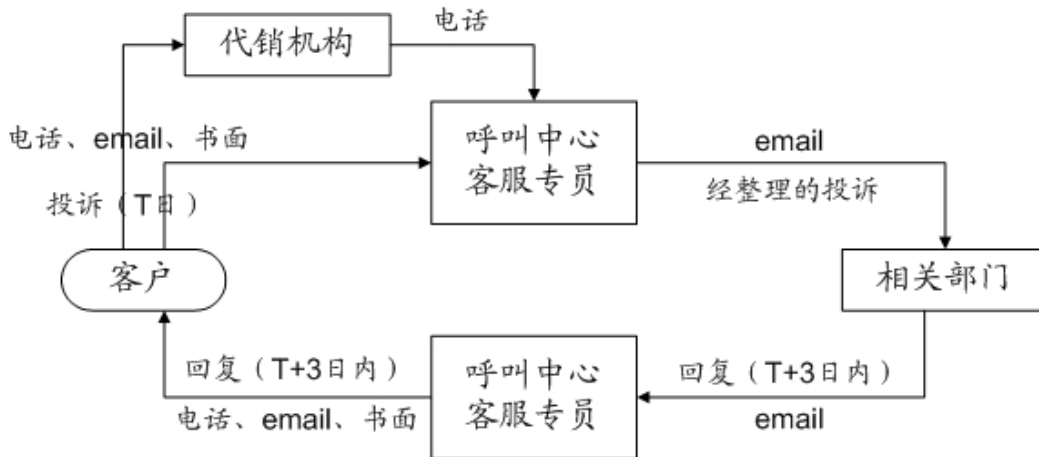 电话
代销机构
电话、email、书面
呼叫中心
客服专员
email
投诉（T日）
经整理的投诉
客户
相关部门
回复（T+3日内）
呼叫中心
客服专员
回复（T+3日内）
电话、email、书面
email